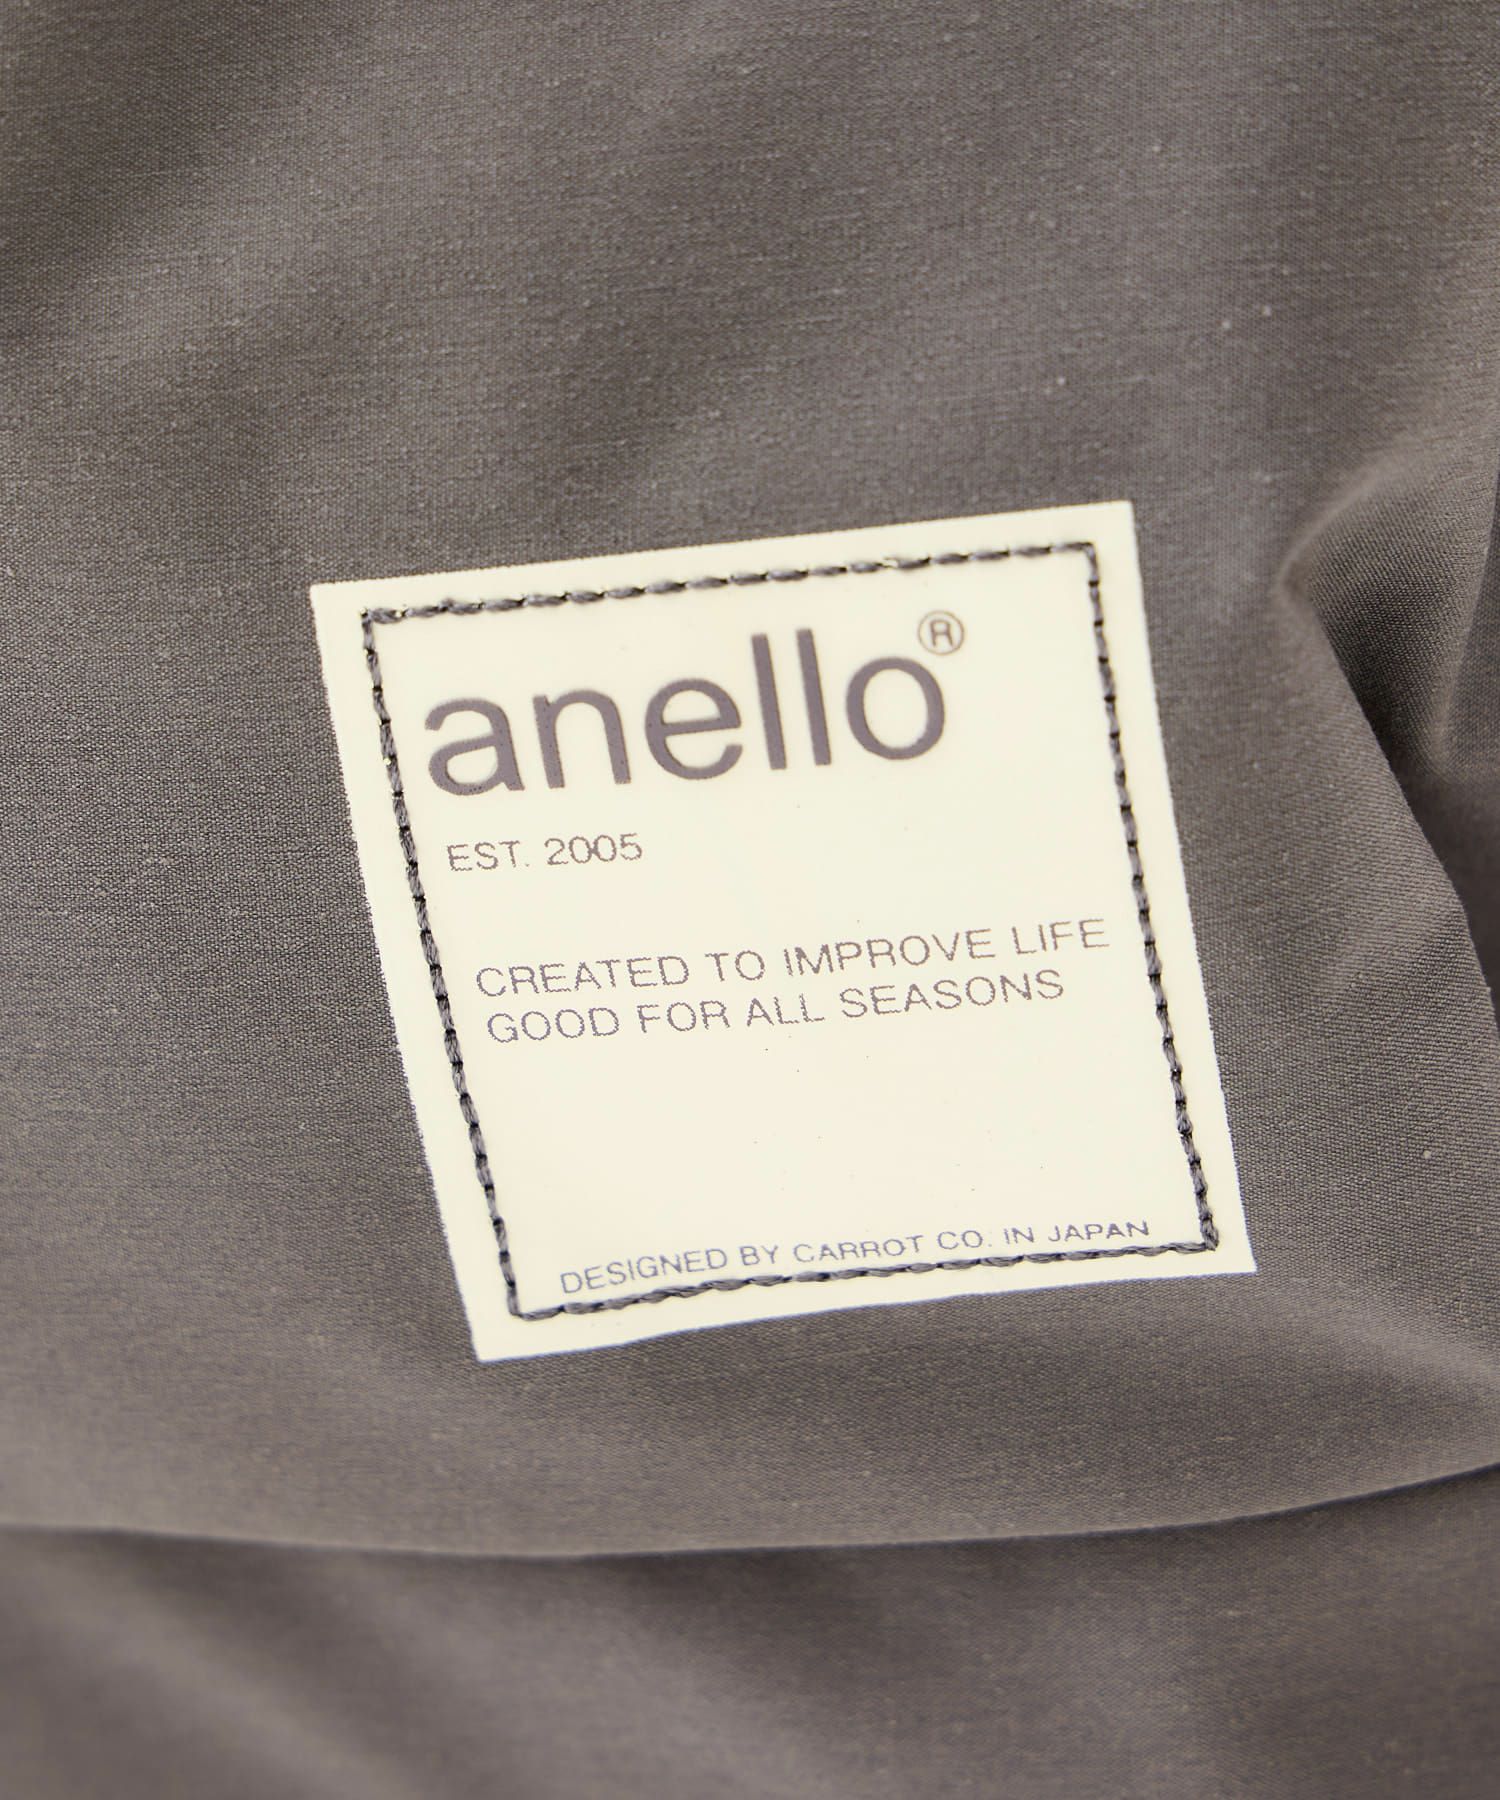 anello®
EST. 2005
CREATED TO IMPROVE LIFE
GOOD FOR ALL SEASONS
DESIGNED BY CARROT CO. IN JAPAN